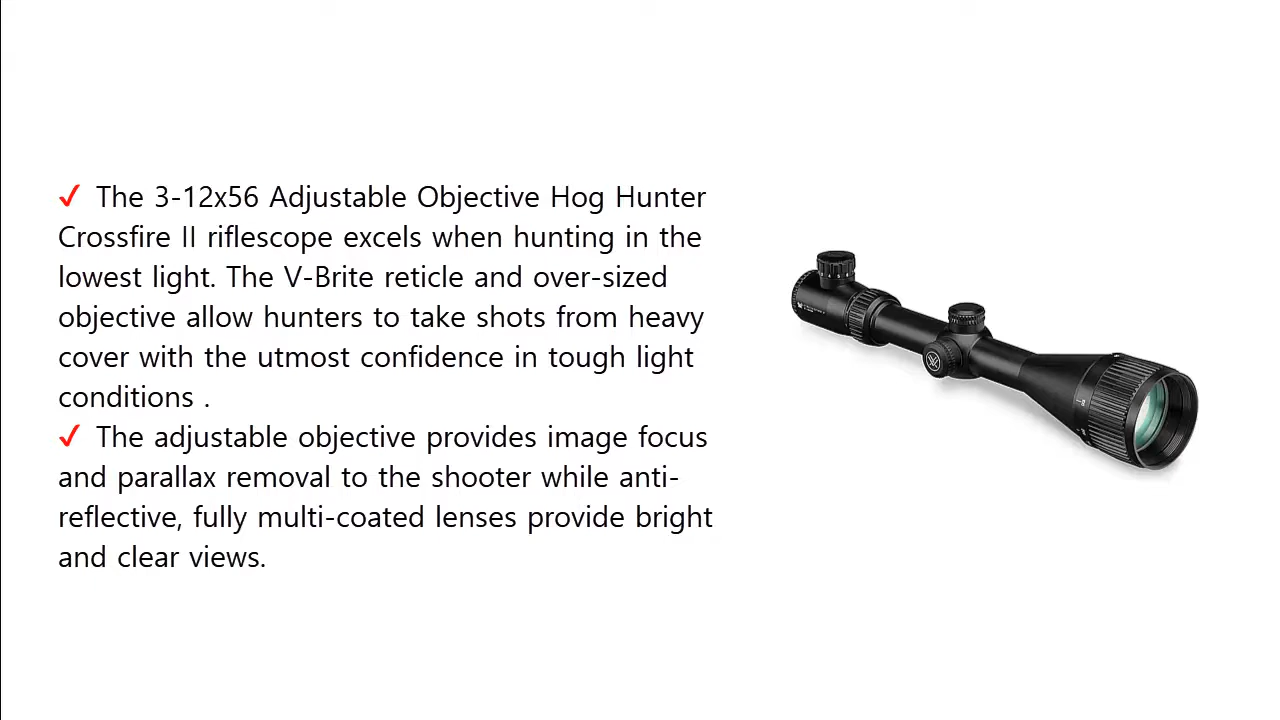 ✓ The 3-12x56 Adjustable Objective Hog Hunter
Crossfire II riflescope excels when hunting in the
lowest light. The V-Brite reticle and over-sized
objective allow hunters to take shots from heavy
cover with the utmost confidence in tough light
conditions .
✓ The adjustable objective provides image focus
and parallax removal to the shooter while anti-
reflective, fully multi-coated lenses provide bright
and clear views.